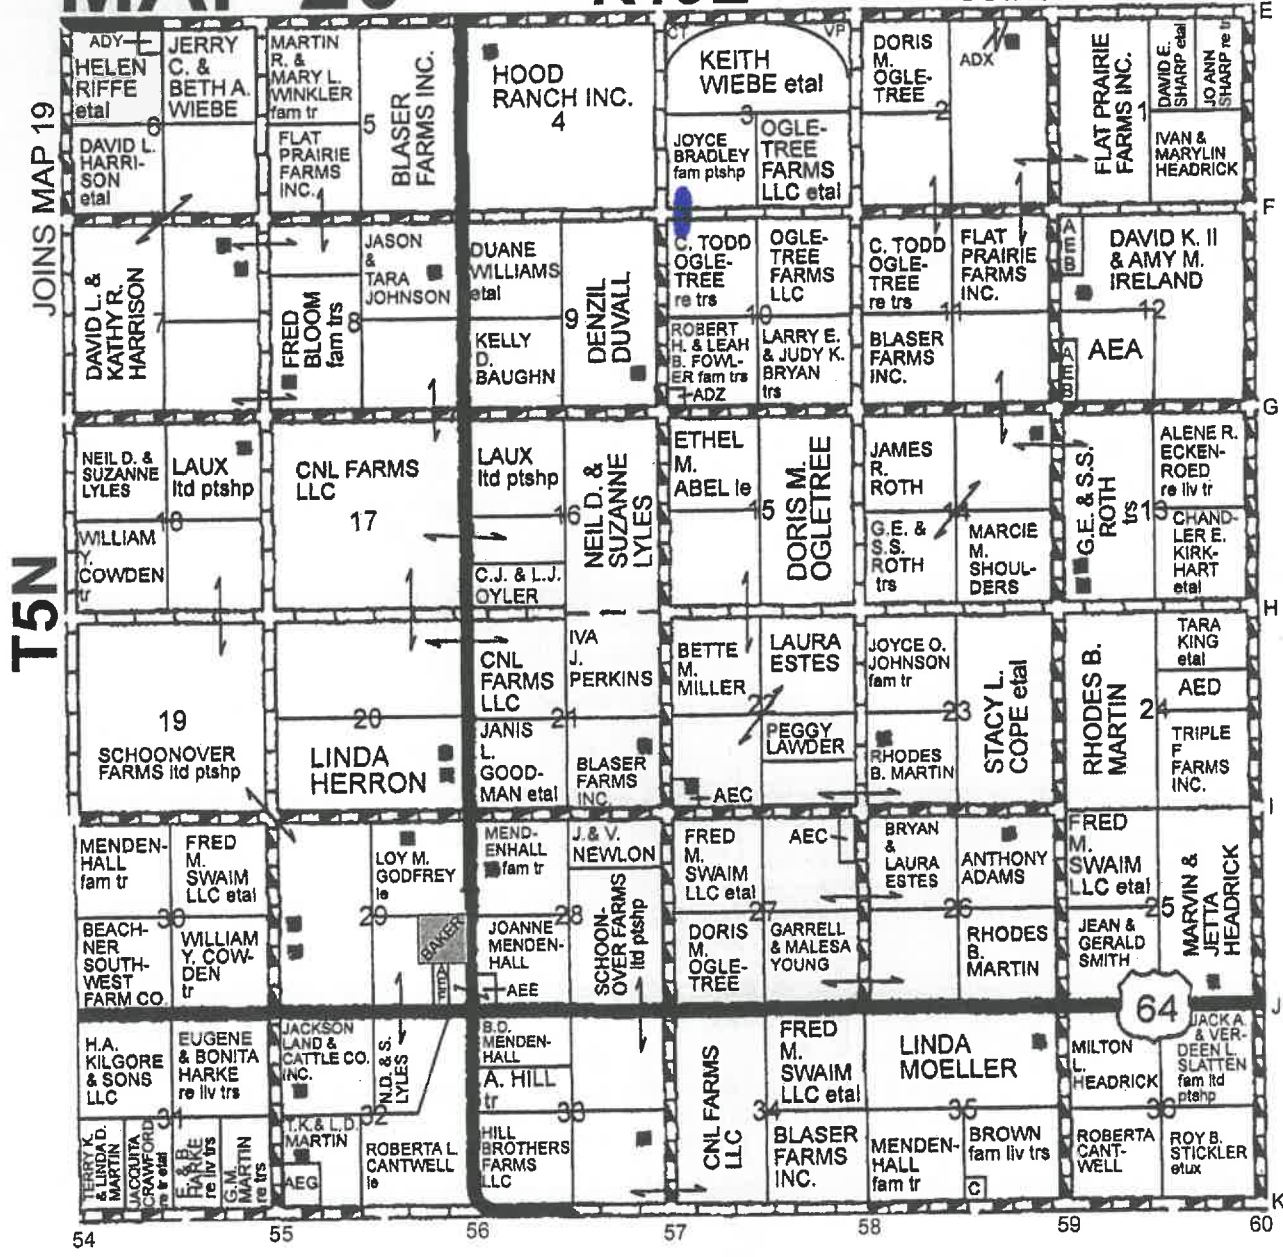 E
ADY
HELEN
RIFFE
etal
JERRY
C. &
BETH A.
WIEBE
6
DAVID L.
HARRI-
SON
etal
MARTIN
R. &
MARY L.
WINKLER
fam tr
5
FLAT
PRAIRIE
FARMS
INC.
BLASER
FARMS INC.
HOOD
RANCH INC.
4
CT
VP
KEITH
WIEBE etal
3
JOYCE
BRADLEY
fam ptshp
OGLE-
TREE
FARMS
LLC etal
DORIS
M.
OGLE-
TREE
2
ADX
FLAT PRAIRIE
FARMS INC.
1
DAVID E.
SHARP etal
JO ANN
SHARP re tr
IVAN &
MARYLIN
HEADRICK
JOINS MAP 19
F
DAVID L. &
KATHY R.
HARRISON
7
FRED
BLOOM
fam trs
8
JASON
&
TARA
JOHNSON
DUANE
WILLIAMS
etal
KELLY
D.
BAUGHN
9
DENZIL
DUVALL
C. TODD
OGLE-
TREE
re trs
OGLE-
TREE
FARMS
LLC
10
ROBERT
H. & LEAH
B. FOWL-
ER fam trs
ADZ
LARRY E.
& JUDY K.
BRYAN
trs
C. TODD
OGLE-
TREE
re trs
FLAT
PRAIRIE
FARMS
INC.
11
BLASER
FARMS
INC.
AEB
DAVID K. II
& AMY M.
IRELAND
12
AEB
AEA
G
NEIL D. &
SUZANNE
LYLES
LAUX
ltd ptshp
18
WILLIAM
Y.
COWDEN
tr
CNL FARMS
LLC
17
LAUX
ltd ptshp
16
C.J. & L.J.
OYLER
NEIL D. &
SUZANNE
LYLES
ETHEL
M.
ABEL le
15
DORIS M.
OGLETREE
JAMES
R.
ROTH
14
G.E. &
S.S.
ROTH
trs
MARCIE
M.
SHOUL-
DERS
G.E. & S.S.
ROTH
trs
13
ALENE R.
ECKEN-
ROED
re liv tr
CHAND-
LER E.
KIRK-
HART
etal
T5N
H
19
SCHOONOVER
FARMS ltd ptshp
20
LINDA
HERRON
CNL
FARMS
LLC
IVA
J.
PERKINS
21
JANIS
L.
GOOD-
MAN etal
BLASER
FARMS
INC.
BETTE
M.
MILLER
LAURA
ESTES
22
PEGGY
LAWDER
AEC
JOYCE O.
JOHNSON
fam tr
23
RHODES
B. MARTIN
STACY L.
COPE etal
RHODES B.
MARTIN
24
TARA
KING
etal
AED
TRIPLE
F
FARMS
INC.
I
MENDEN-
HALL
fam tr
FRED
M.
SWAIM
LLC etal
30
BEACH-
NER
SOUTH-
WEST
FARM CO.
WILLIAM
Y. COW-
DEN
tr
LOY M.
GODFREY
le
29
BAKER
MEND-
ENHALL
fam tr
J. & V.
NEWLON
28
JOANNE
MENDEN-
HALL
AEE
SCHOON-
OVER FARMS
ltd ptshp
FRED
M.
SWAIM
LLC etal
AEC
27
DORIS
M.
OGLE-
TREE
GARRELL
& MALESA
YOUNG
BRYAN
&
LAURA
ESTES
ANTHONY
ADAMS
26
RHODES
B.
MARTIN
FRED
M.
SWAIM
LLC etal
25
JEAN &
GERALD
SMITH
MARVIN &
JETTA
HEADRICK
64
J
H.A.
KILGORE
& SONS
LLC
EUGENE
& BONITA
HARKE
re liv trs
31
TERRY K.
& LINDA D.
MARTIN
JACQUITA
CRAWFORD
re tr etal
E. & B.
HARKE
re liv trs
G.M.
MARTIN
re trs
JACKSON
LAND &
CATTLE CO.
INC.
N.D. & S.
LYLES
32
T.K. & L.D.
MARTIN
AEG
ROBERTA L.
CANTWELL
le
B.D.
MENDEN-
HALL
A. HILL
tr
33
HILL
BROTHERS
FARMS
LLC
CNL FARMS
LLC
FRED
M.
SWAIM
LLC etal
34
BLASER
FARMS
INC.
LINDA
MOELLER
35
MENDEN-
HALL
fam tr
BROWN
fam liv trs
C
MILTON
L.
HEADRICK
JACK A.
& VER-
DEEN L.
SLATTEN
fam ltd
ptshp
36
ROBERTA
CANT-
WELL
ROY B.
STICKLER
etux
K
54 55 56 57 58 59 60